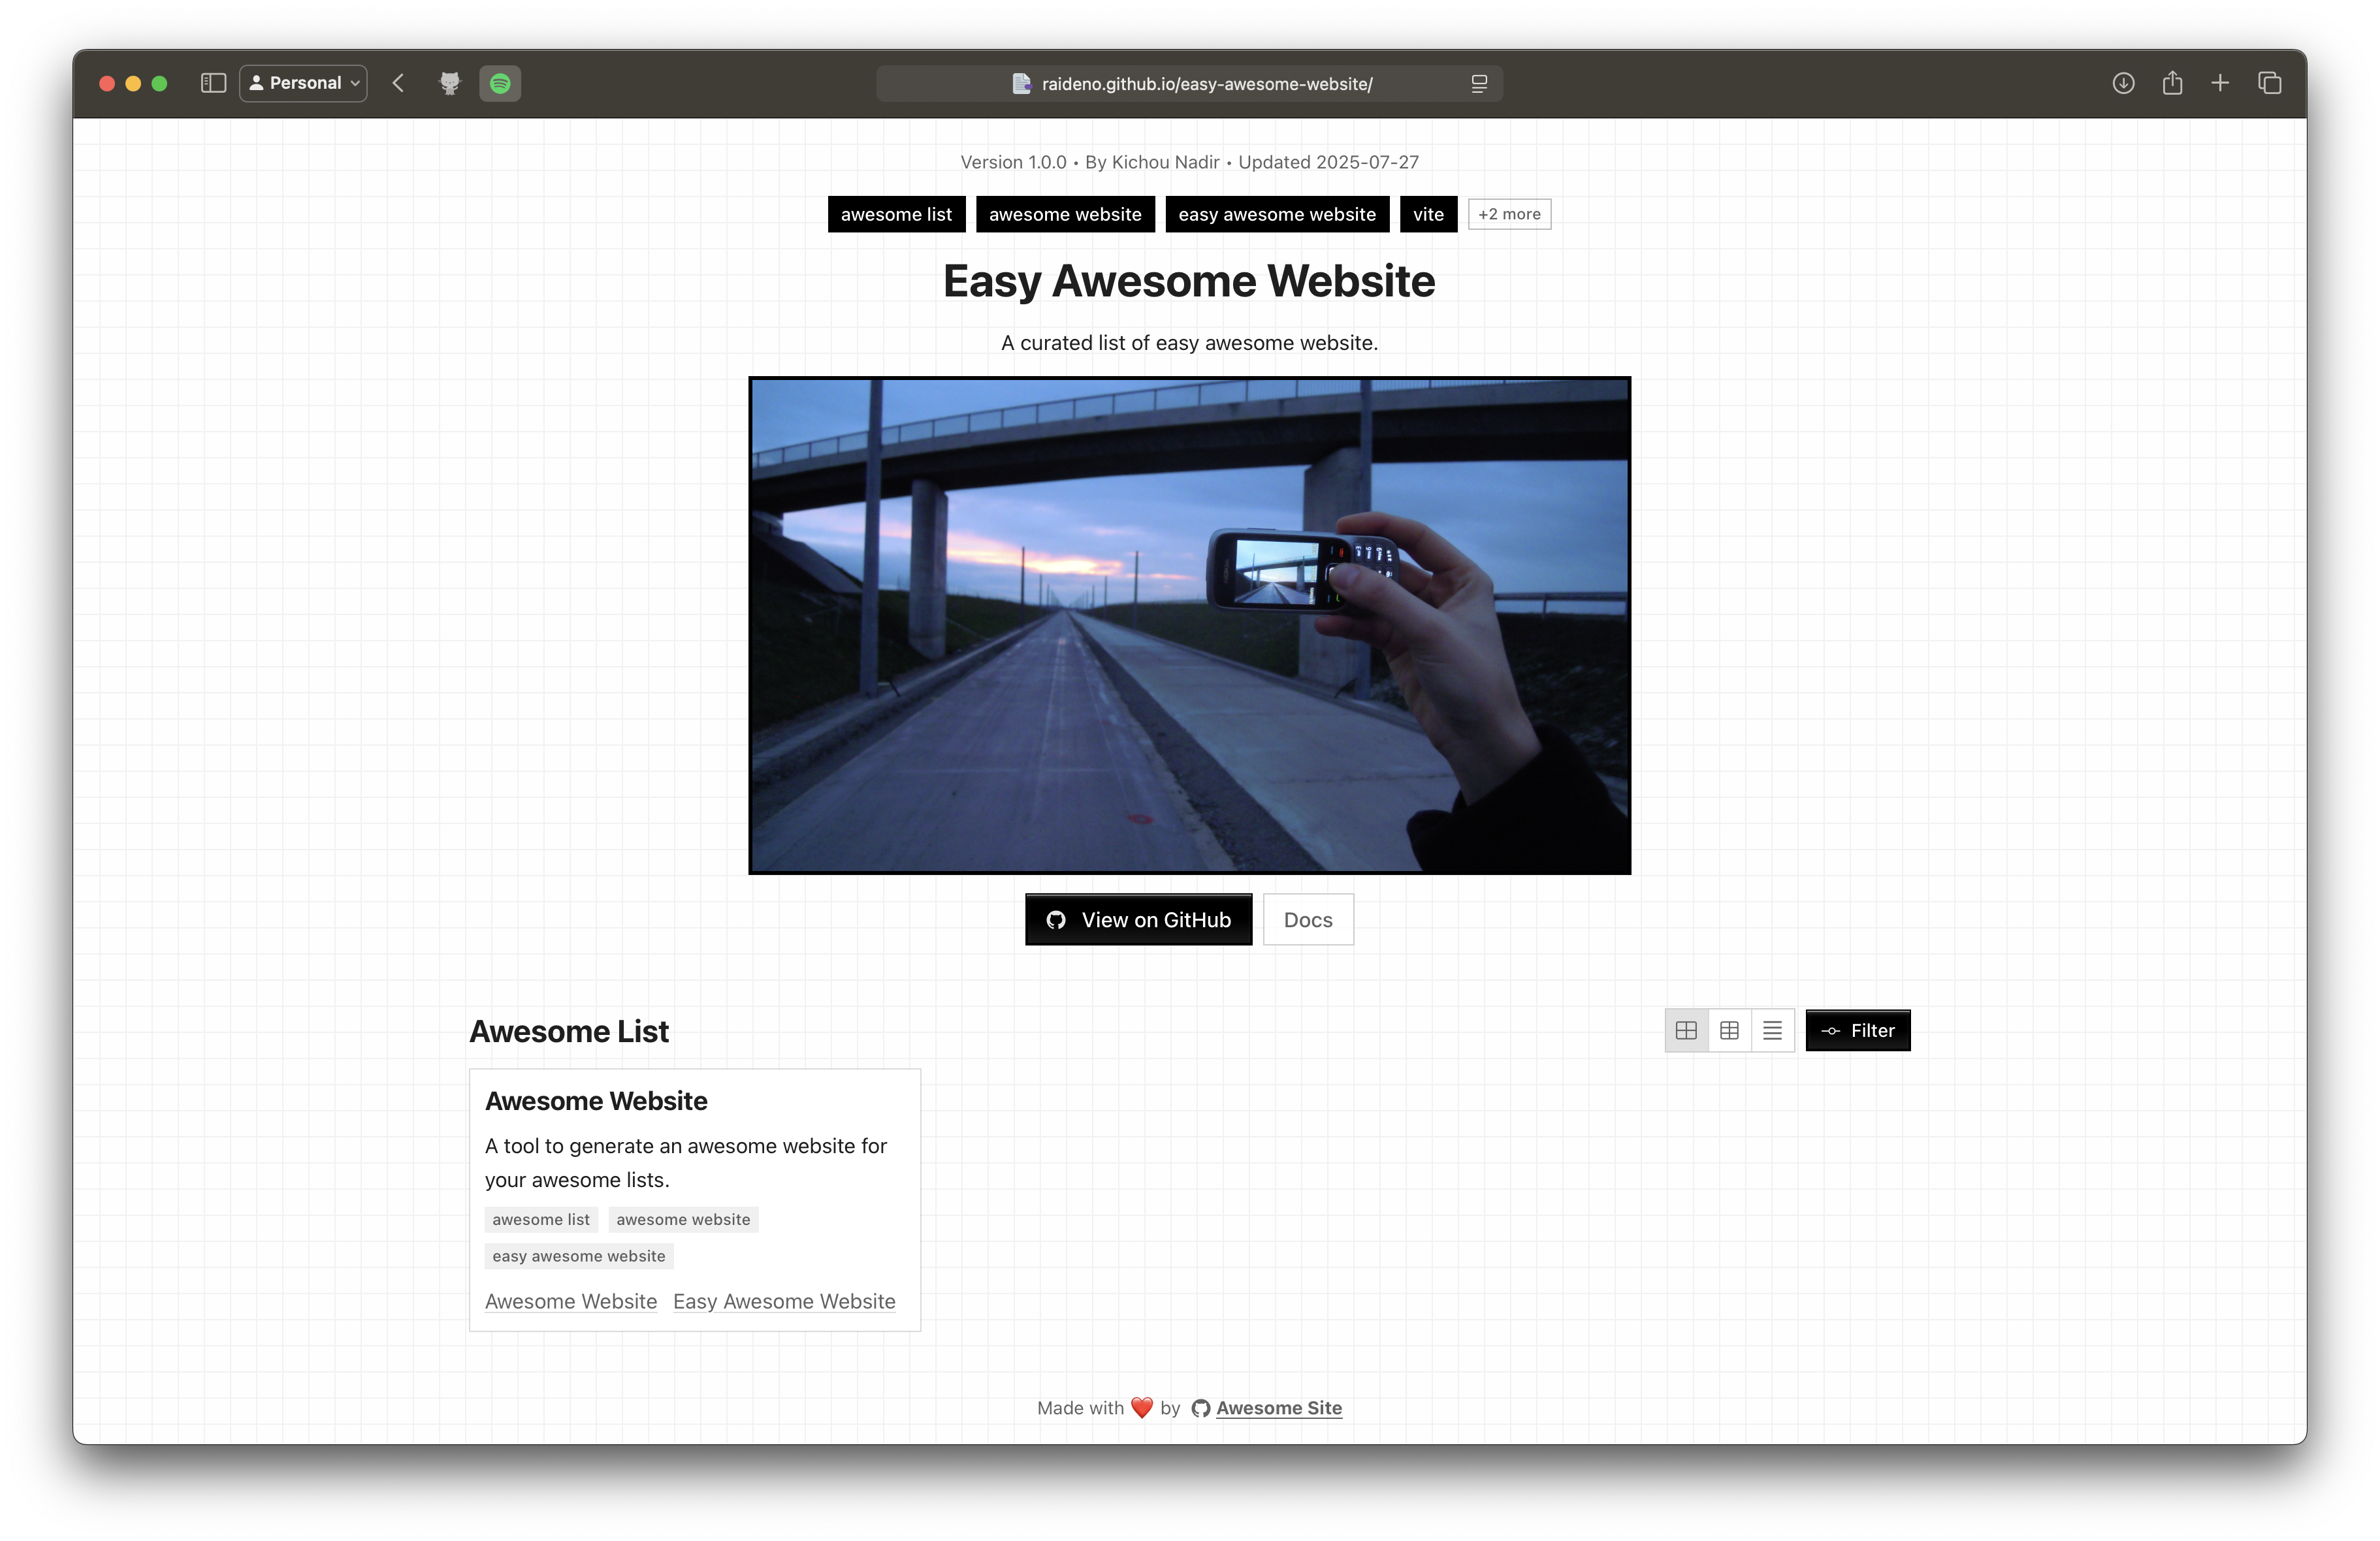 Personal
raideno.github.io/easy-awesome-website/
Version 1.0.0 • By Kichou Nadir • Updated 2025-07-27
awesome list awesome website easy awesome website vite +2 more
Easy Awesome Website
A curated list of easy awesome website.
View on GitHub Docs
Awesome List
Filter
Awesome Website
A tool to generate an awesome website for
your awesome lists.
awesome list awesome website
easy awesome website
Awesome Website Easy Awesome Website
Made with ❤️ by Awesome Site